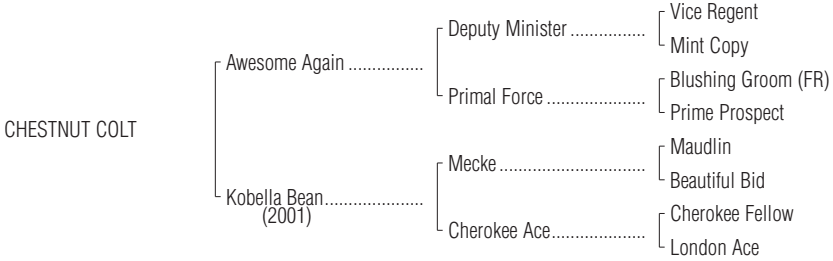 Vice Regent
Deputy Minister ................
Mint Copy
Awesome Again ................
Blushing Groom (FR)
Primal Force .....................
Prime Prospect
CHESTNUT COLT
Maudlin
Mecke...............................
Beautiful Bid
Kobella Bean.....................
(2001)
Cherokee Fellow
Cherokee Ace....................
London Ace